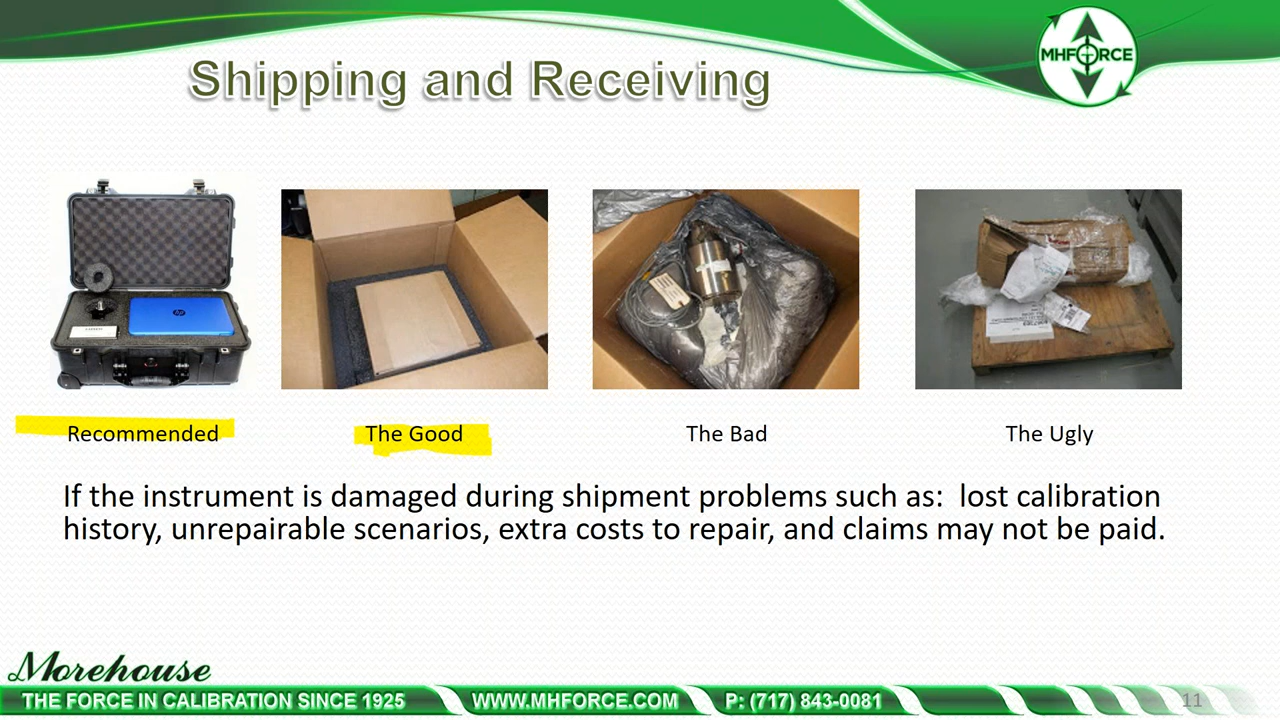 MHFORCE
Shipping and Receiving
Recommended
The Good
The Bad
The Ugly
If the instrument is damaged during shipment problems such as:  lost calibration
history, unrepairable scenarios, extra costs to repair, and claims may not be paid.
Morehouse
THE FORCE IN CALIBRATION SINCE 1925
WWW.MHFORCE.COM
P: (717) 843-0081
11